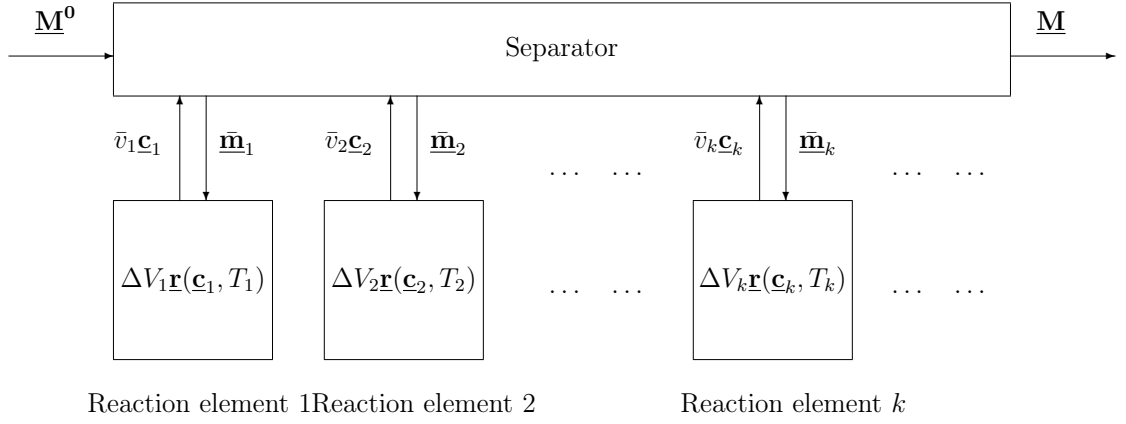 M⁰ M
Separator
v̄₁c₁ m̄₁ v̄₂c₂ m̄₂ v̄ₖcₖ m̄ₖ
... ... ... ...
ΔV₁r(c₁, T₁) ΔV₂r(c₂, T₂) ... ... ΔVₖr(cₖ, Tₖ) ... ...
Reaction element 1Reaction element 2 Reaction element k